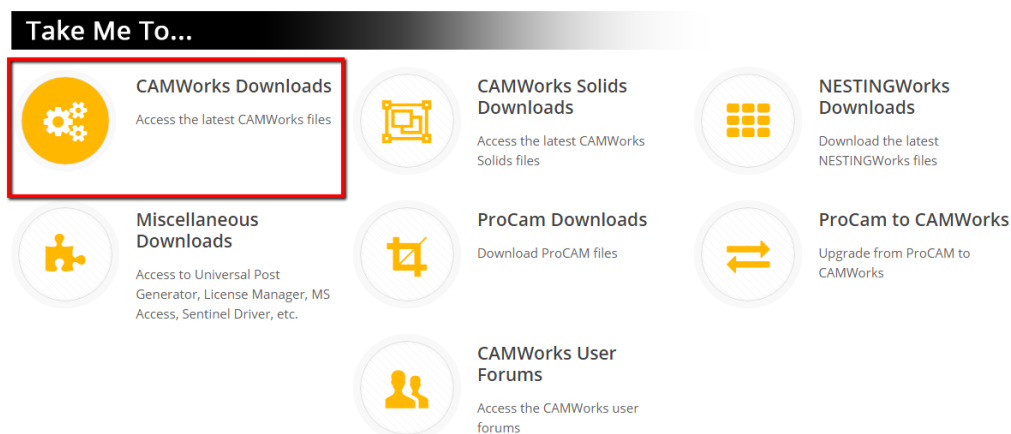 Take Me To...
CAMWorks Downloads
Access the latest CAMWorks files
CAMWorks Solids
Downloads
Access the latest CAMWorks
Solids files
NESTINGWorks
Downloads
Download the latest
NESTINGWorks files
Miscellaneous
Downloads
Access to Universal Post
Generator, License Manager, MS
Access, Sentinel Driver, etc.
ProCam Downloads
Download ProCAM files
ProCam to CAMWorks
Upgrade from ProCAM to
CAMWorks
CAMWorks User
Forums
Access the CAMWorks user
forums